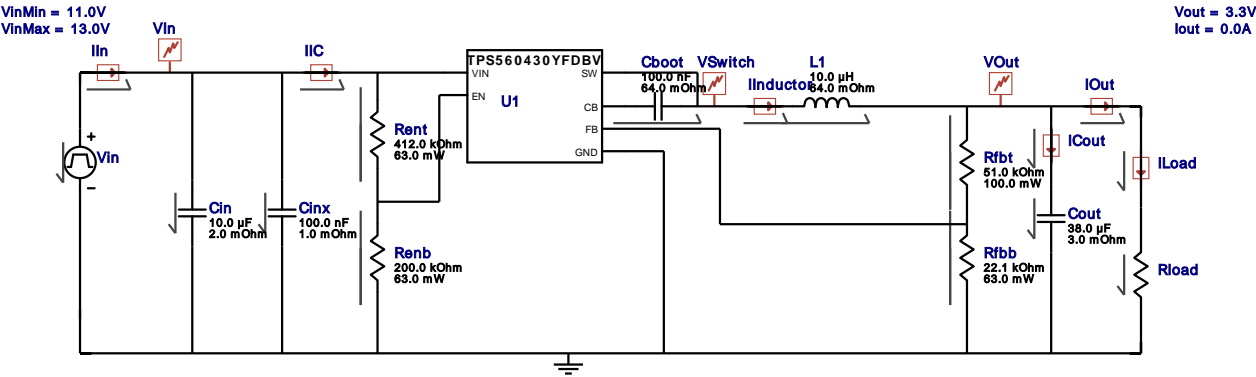 VinMin = 11.0V
VinMax = 13.0V
Vout = 3.3V
Iout = 0.0A
VIn
IIn
IIC
TPS560430YFDBV
VIN
EN
U1
SW
CB
FB
GND
Cboot
100.0 nF
64.0 mOhm
VSwitch
IInductor
L1
10.0 µH
64.0 mOhm
VOut
IOut
ICout
ILoad
+
Vin
−
Cin
10.0 µF
2.0 mOhm
Cinx
100.0 nF
1.0 mOhm
Rent
412.0 kOhm
63.0 mW
Renb
200.0 kOhm
63.0 mW
Rfbt
51.0 kOhm
100.0 mW
Rfbb
22.1 kOhm
63.0 mW
Cout
38.0 µF
3.0 mOhm
Rload